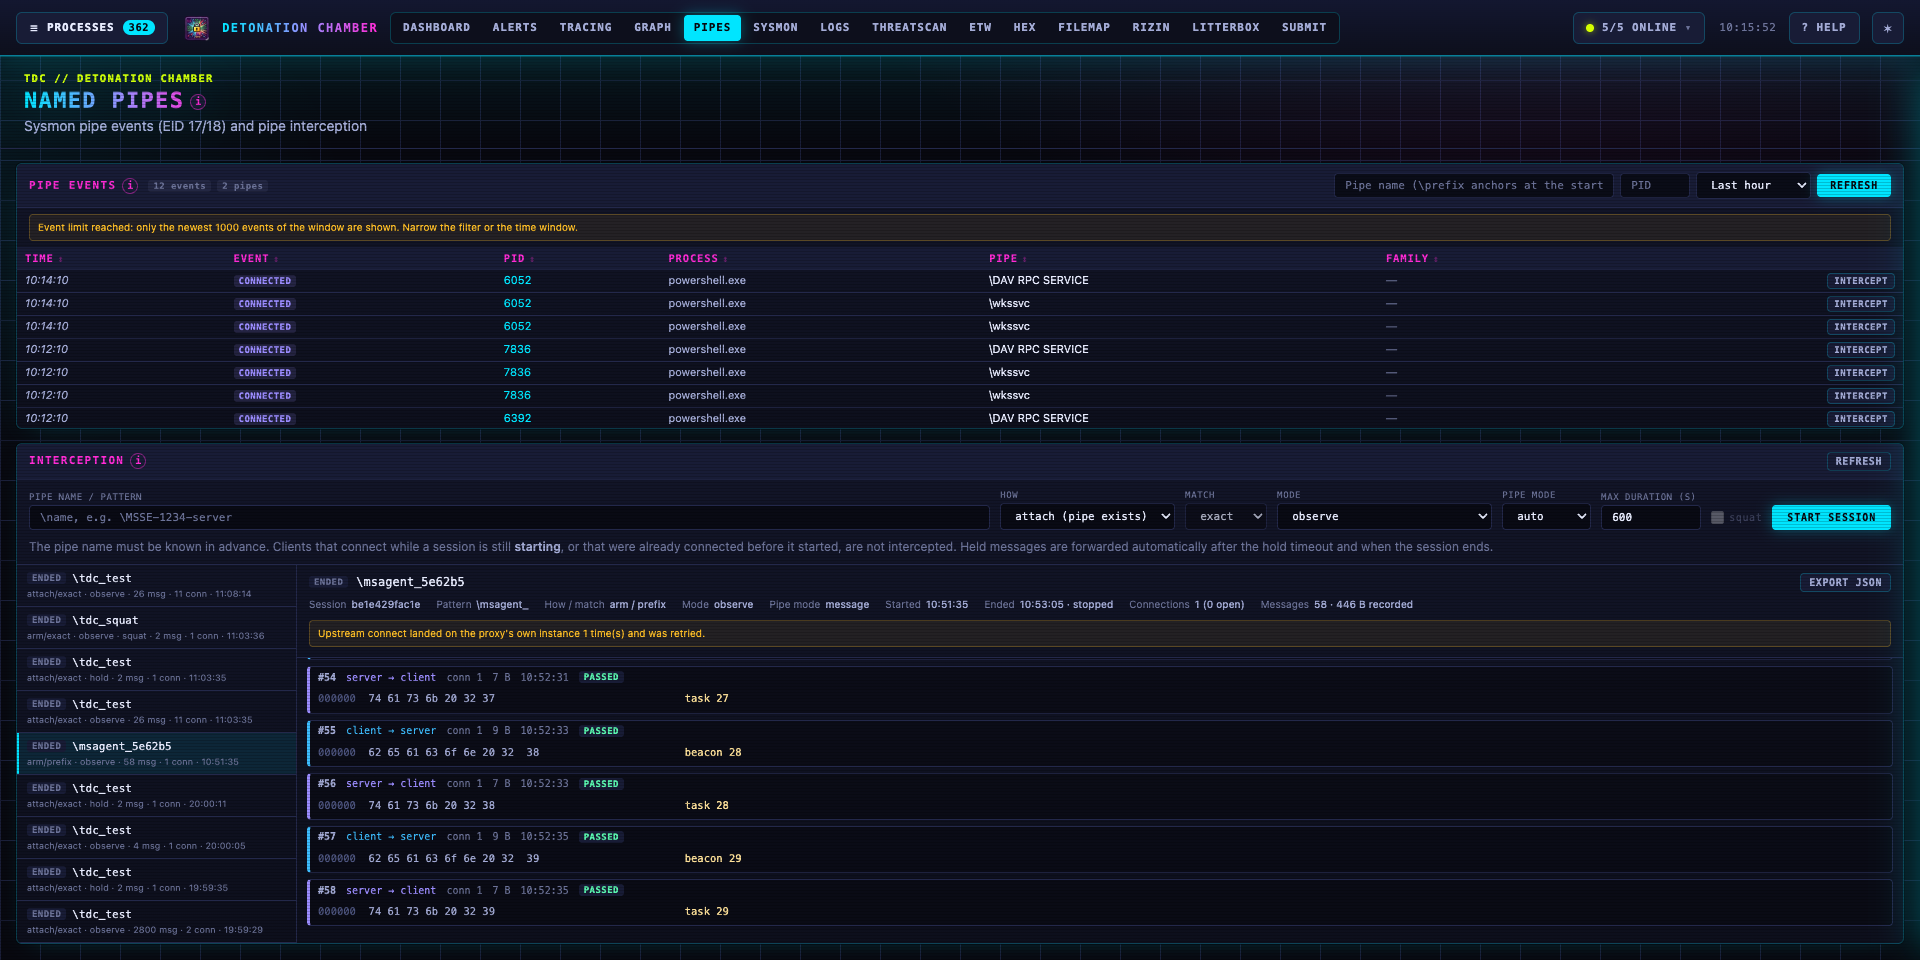 ≡ PROCESSES 362 DETONATION CHAMBER DASHBOARD ALERTS TRACING GRAPH PIPES SYSMON LOGS THREATSCAN ETW HEX FILEMAP RIZIN LITTERBOX SUBMIT 5/5 ONLINE 10:15:52 ? HELP
TDC // DETONATION CHAMBER
NAMED PIPES i
Sysmon pipe events (EID 17/18) and pipe interception
PIPE EVENTS i 12 events 2 pipes Pipe name (\prefix anchors at the start PID Last hour REFRESH
Event limit reached: only the newest 1000 events of the window are shown. Narrow the filter or the time window.
TIME EVENT PID PROCESS PIPE FAMILY
10:14:10 CONNECTED 6052 powershell.exe \DAV RPC SERVICE — INTERCEPT
10:14:10 CONNECTED 6052 powershell.exe \wkssvc — INTERCEPT
10:14:10 CONNECTED 6052 powershell.exe \wkssvc — INTERCEPT
10:12:10 CONNECTED 7836 powershell.exe \DAV RPC SERVICE — INTERCEPT
10:12:10 CONNECTED 7836 powershell.exe \wkssvc — INTERCEPT
10:12:10 CONNECTED 7836 powershell.exe \wkssvc — INTERCEPT
10:12:10 CONNECTED 6392 powershell.exe \DAV RPC SERVICE — INTERCEPT
INTERCEPTION i REFRESH
PIPE NAME / PATTERN HOW MATCH MODE PIPE MODE MAX DURATION (S)
\name, e.g. \MSSE-1234-server attach (pipe exists) exact observe auto 600 squat START SESSION
The pipe name must be known in advance. Clients that connect while a session is still starting, or that were already connected before it started, are not intercepted. Held messages are forwarded automatically after the hold timeout and when the session ends.
ENDED \tdc_test
attach/exact · observe · 26 msg · 11 conn · 11:08:14
ENDED \tdc_squat
arm/exact · observe · squat · 2 msg · 1 conn · 11:03:36
ENDED \tdc_test
attach/exact · hold · 2 msg · 1 conn · 11:03:35
ENDED \tdc_test
attach/exact · observe · 26 msg · 11 conn · 11:03:35
ENDED \msagent_5e62b5
arm/prefix · observe · 58 msg · 1 conn · 10:51:35
ENDED \tdc_test
attach/exact · hold · 2 msg · 1 conn · 20:00:11
ENDED \tdc_test
attach/exact · observe · 4 msg · 1 conn · 20:00:05
ENDED \tdc_test
attach/exact · hold · 2 msg · 1 conn · 19:59:35
ENDED \tdc_test
attach/exact · observe · 2800 msg · 2 conn · 19:59:29
ENDED \msagent_5e62b5 EXPORT JSON
Session be1e429fac1e Pattern \msagent_ How / match arm / prefix Mode observe Pipe mode message Started 10:51:35 Ended 10:53:05 · stopped Connections 1 (0 open) Messages 58 · 446 B recorded
Upstream connect landed on the proxy's own instance 1 time(s) and was retried.
#54 server → client conn 1 7 B 10:52:31 PASSED
000000 74 61 73 6b 20 32 37 task 27
#55 client → server conn 1 9 B 10:52:33 PASSED
000000 62 65 61 63 6f 6e 20 32 38 beacon 28
#56 server → client conn 1 7 B 10:52:33 PASSED
000000 74 61 73 6b 20 32 38 task 28
#57 client → server conn 1 9 B 10:52:35 PASSED
000000 62 65 61 63 6f 6e 20 32 39 beacon 29
#58 server → client conn 1 7 B 10:52:35 PASSED
000000 74 61 73 6b 20 32 39 task 29